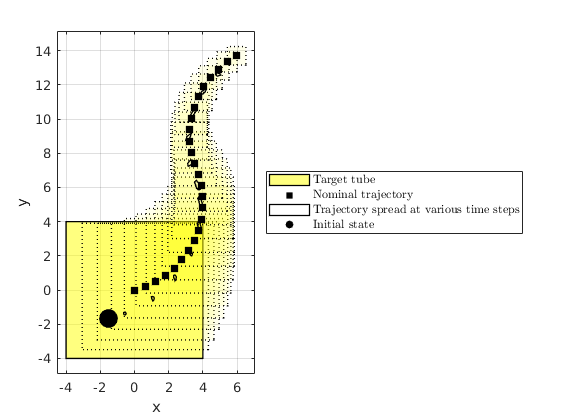 14
12
10
8
6
4
2
0
-2
-4
y
-4 -2 0 2 4 6
x
Target tube
Nominal trajectory
Trajectory spread at various time steps
Initial state